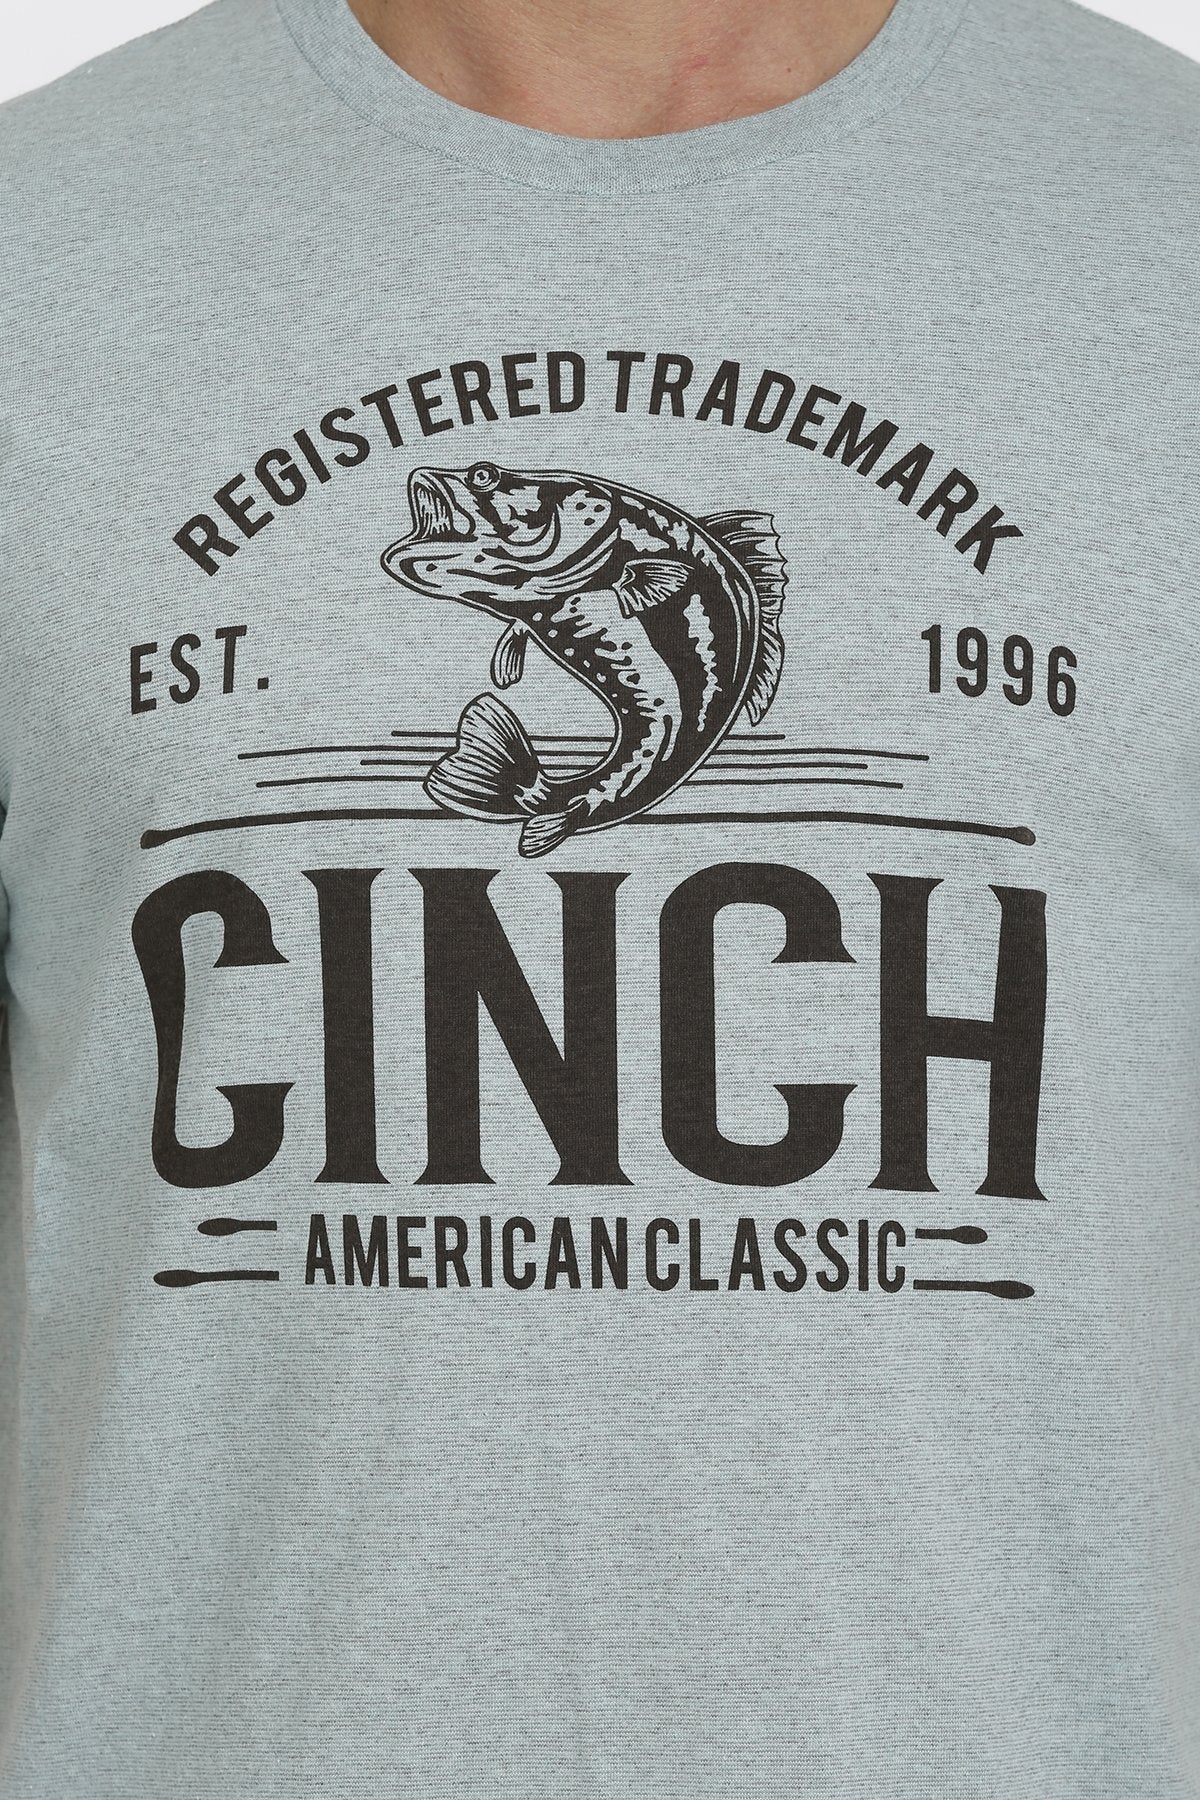 REGISTERED TRADEMARK
EST. 1996
CINCH
AMERICAN CLASSIC